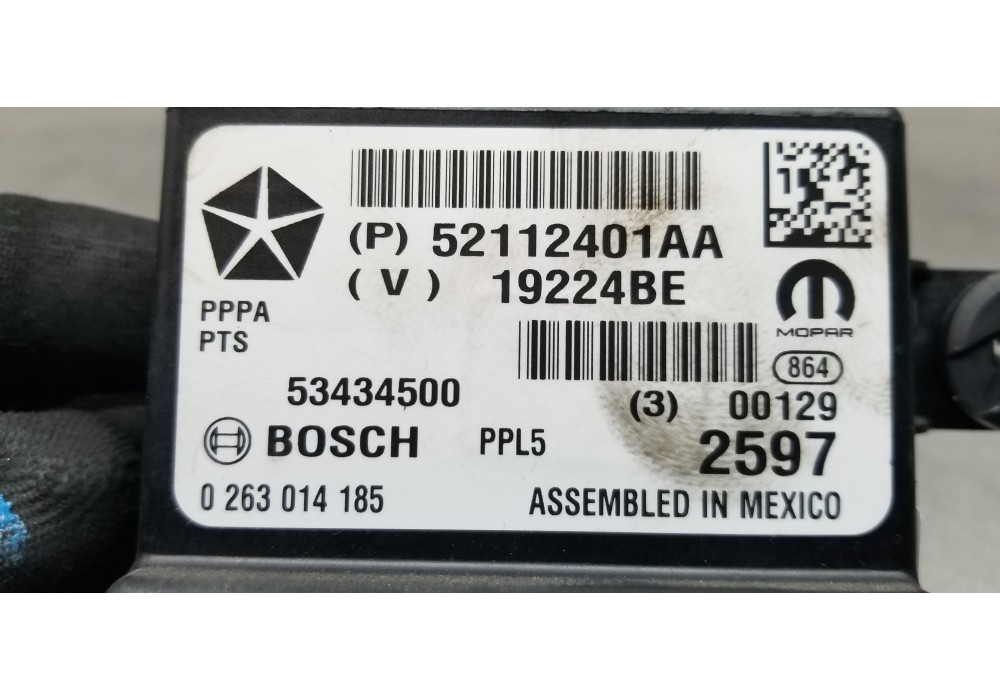 (P) 52112401AA
(V) 19224BE
PPPA
PTS
MOPAR
864
53434500
(3) 00129
BOSCH PPL5 2597
0 263 014 185 ASSEMBLED IN MEXICO